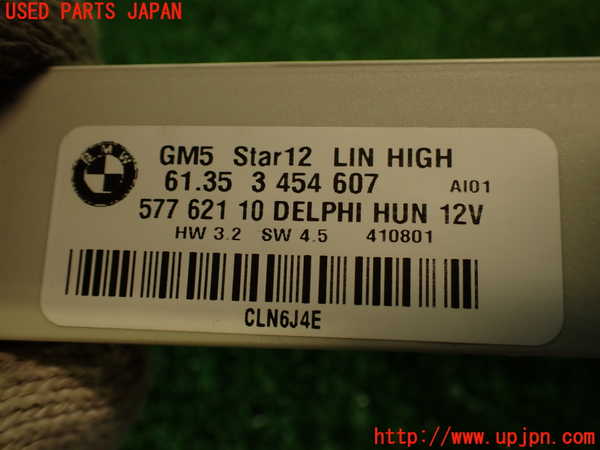 USED PARTS JAPAN
BMW
GM5 Star12 LIN HIGH
61.35 3 454 607 AI01
577 621 10 DELPHI HUN 12V
HW 3.2 SW 4.5 410801
CLN6J4E
http://www.upjpn.com/